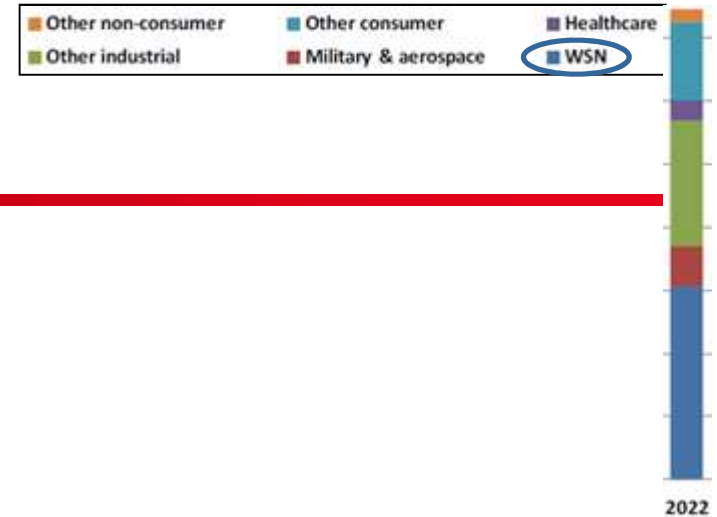 Other non-consumer Other consumer Healthcare
Other industrial Military & aerospace WSN
2022